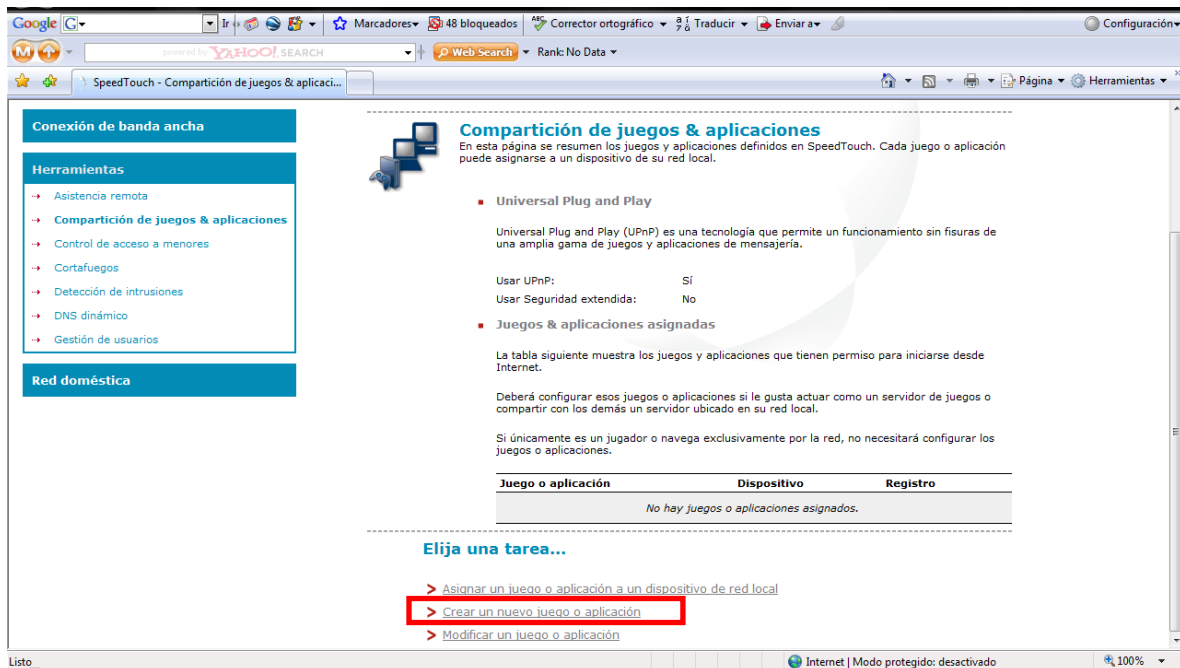 Google G Ir Marcadores 48 bloqueados ABC Corrector ortográfico Traducir Enviar a Configuración
powered by YAHOO! SEARCH Web Search Rank: No Data
SpeedTouch - Compartición de juegos & aplicaci... Página Herramientas
Conexión de banda ancha
Herramientas
Asistencia remota
Compartición de juegos & aplicaciones
Control de acceso a menores
Cortafuegos
Detección de intrusiones
DNS dinámico
Gestión de usuarios
Red doméstica
Compartición de juegos & aplicaciones
En esta página se resumen los juegos y aplicaciones definidos en SpeedTouch. Cada juego o aplicación
puede asignarse a un dispositivo de su red local.
Universal Plug and Play
Universal Plug and Play (UPnP) es una tecnología que permite un funcionamiento sin fisuras de
una amplia gama de juegos y aplicaciones de mensajería.
Usar UPnP: Sí
Usar Seguridad extendida: No
Juegos & aplicaciones asignadas
La tabla siguiente muestra los juegos y aplicaciones que tienen permiso para iniciarse desde
Internet.
Deberá configurar esos juegos o aplicaciones si le gusta actuar como un servidor de juegos o
compartir con los demás un servidor ubicado en su red local.
Si únicamente es un jugador o navega exclusivamente por la red, no necesitará configurar los
juegos o aplicaciones.
Juego o aplicación Dispositivo Registro
No hay juegos o aplicaciones asignados.
Elija una tarea...
> Asignar un juego o aplicación a un dispositivo de red local
> Crear un nuevo juego o aplicación
> Modificar un juego o aplicación
Listo Internet | Modo protegido: desactivado 100%